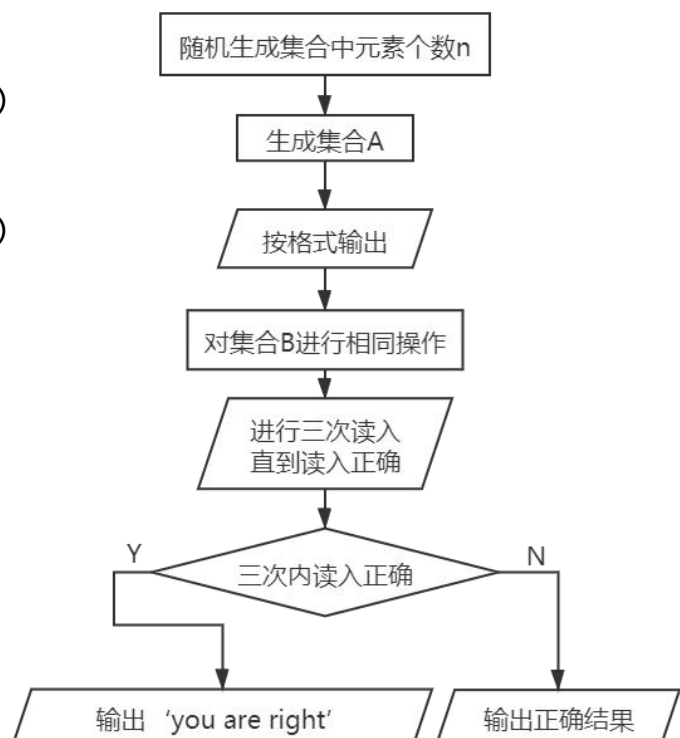 随机生成集合中元素个数n
)
生成集合A
)
按格式输出
对集合B进行相同操作
进行三次读入
直到读入正确
Y
N
三次内读入正确
输出 ‘you are right’
输出正确结果